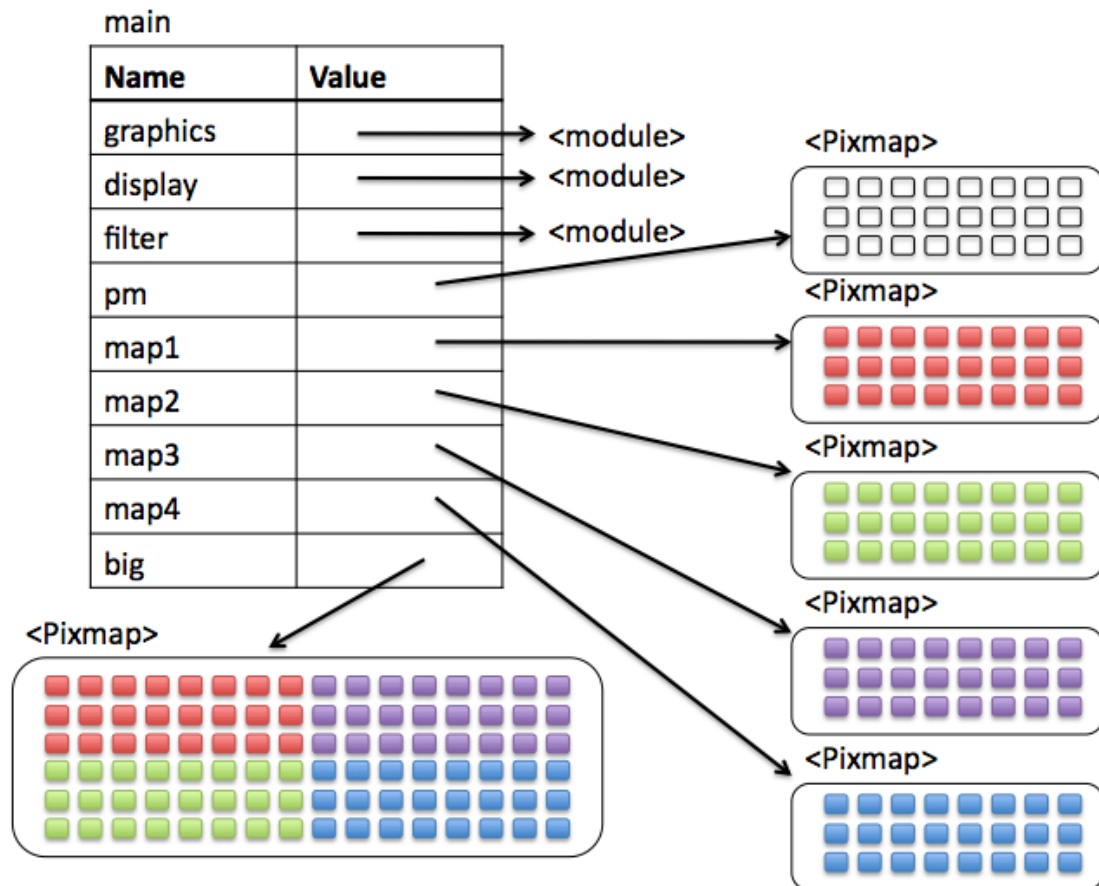 main
Name Value
graphics <module>
display <module>
filter <module>
pm
map1
map2
map3
map4
big
<Pixmap>
<Pixmap>
<Pixmap>
<Pixmap>
<Pixmap>
<Pixmap>